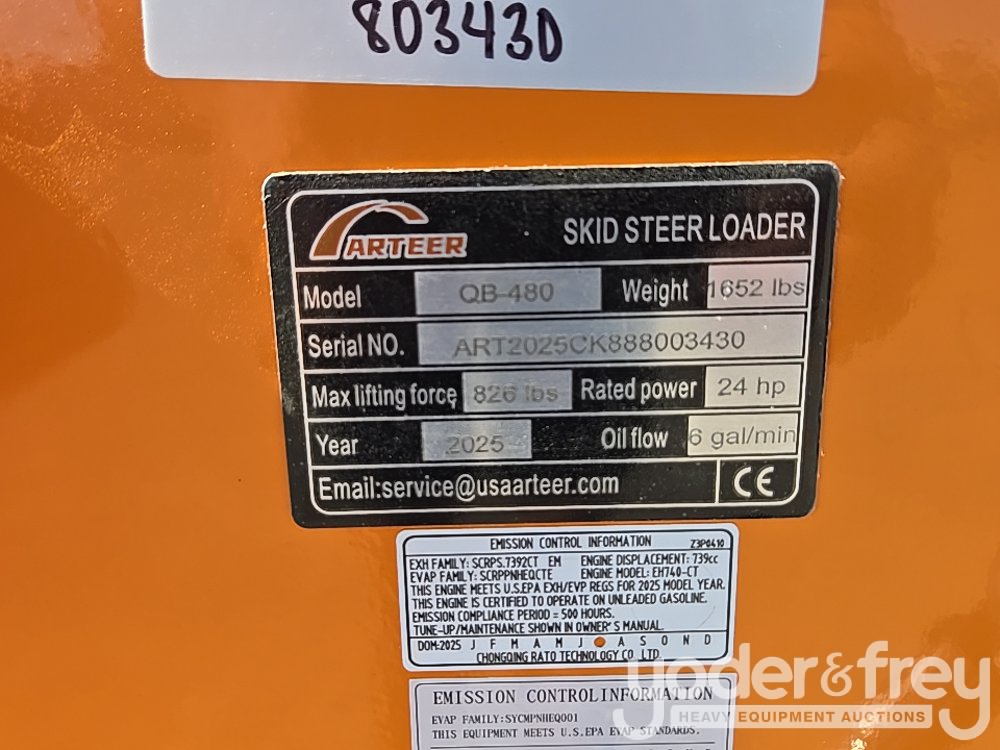 803430
ARTEER SKID STEER LOADER
Model QB-480 Weight 1652 lbs
Serial NO. ART2025CK888003430
Max lifting force 826 lbs Rated power 24 hp
Year 2025 Oil flow 6 gal/min
Email:service@usaarteer.com CE
EMISSION CONTROL INFORMATION Z3P0410
EXH FAMILY: SCRPS.7392CT EM ENGINE DISPLACEMENT: 739cc
EVAP FAMILY: SCRPPNHEQCTE ENGINE MODEL: EH740-CT
THIS ENGINE MEETS U.S.EPA EXH/EVP REGS FOR 2025 MODEL YEAR.
THIS ENGINE IS CERTIFIED TO OPERATE ON UNLEADED GASOLINE.
EMISSION COMPLIANCE PERIOD = 500 HOURS.
TUNE-UP/MAINTENANCE SHOWN IN OWNER'S MANUAL.
DOM:2025 J F M A M J A S O N D
CHONGQING RATO TECHNOLOGY CO. LTD.
yoder&frey
HEAVY EQUIPMENT AUCTIONS
EMISSION CONTROLINFORMATION
EVAP FAMILY:SYCMPNHEQ001
THIS EQUIPMENT MEETS U.S.EPA EVAP STANDARDS.